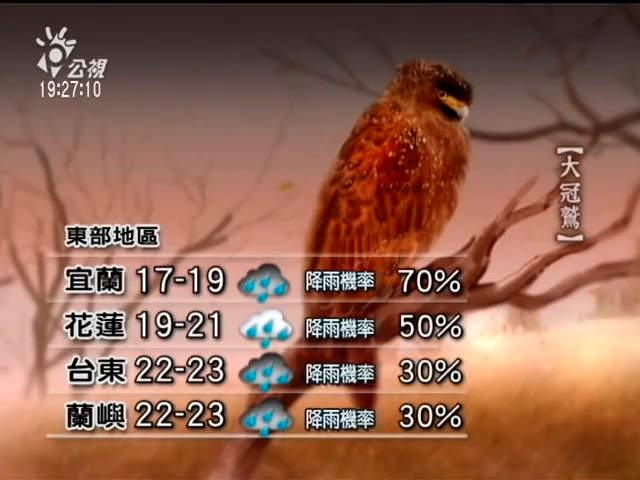 公視
19:27:10
【大冠鷲】
東部地區
宜蘭 17-19 降雨機率 70%
花蓮 19-21 降雨機率 50%
台東 22-23 降雨機率 30%
蘭嶼 22-23 降雨機率 30%